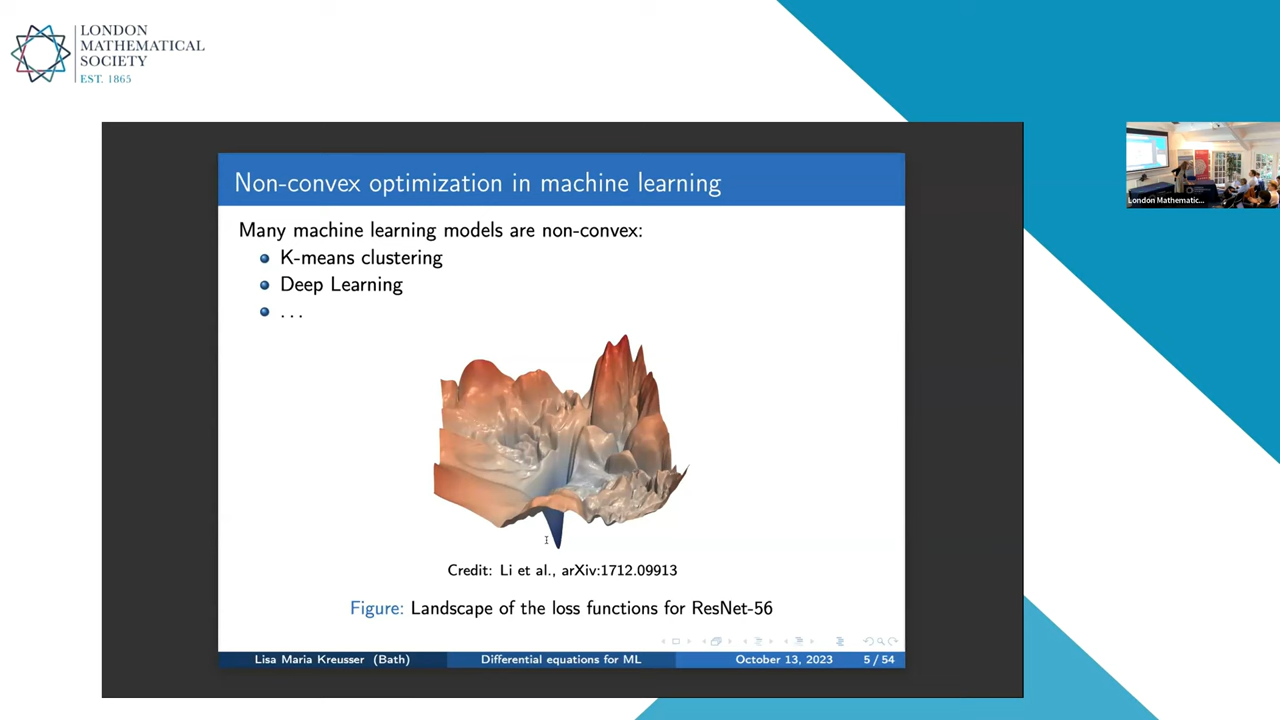 LONDON
MATHEMATICAL
SOCIETY
EST. 1865
London Mathematic...
Non-convex optimization in machine learning
Many machine learning models are non-convex:
K-means clustering
Deep Learning
. . .
Credit: Li et al., arXiv:1712.09913
Figure: Landscape of the loss functions for ResNet-56
Lisa Maria Kreusser (Bath) Differential equations for ML October 13, 2023 5 / 54